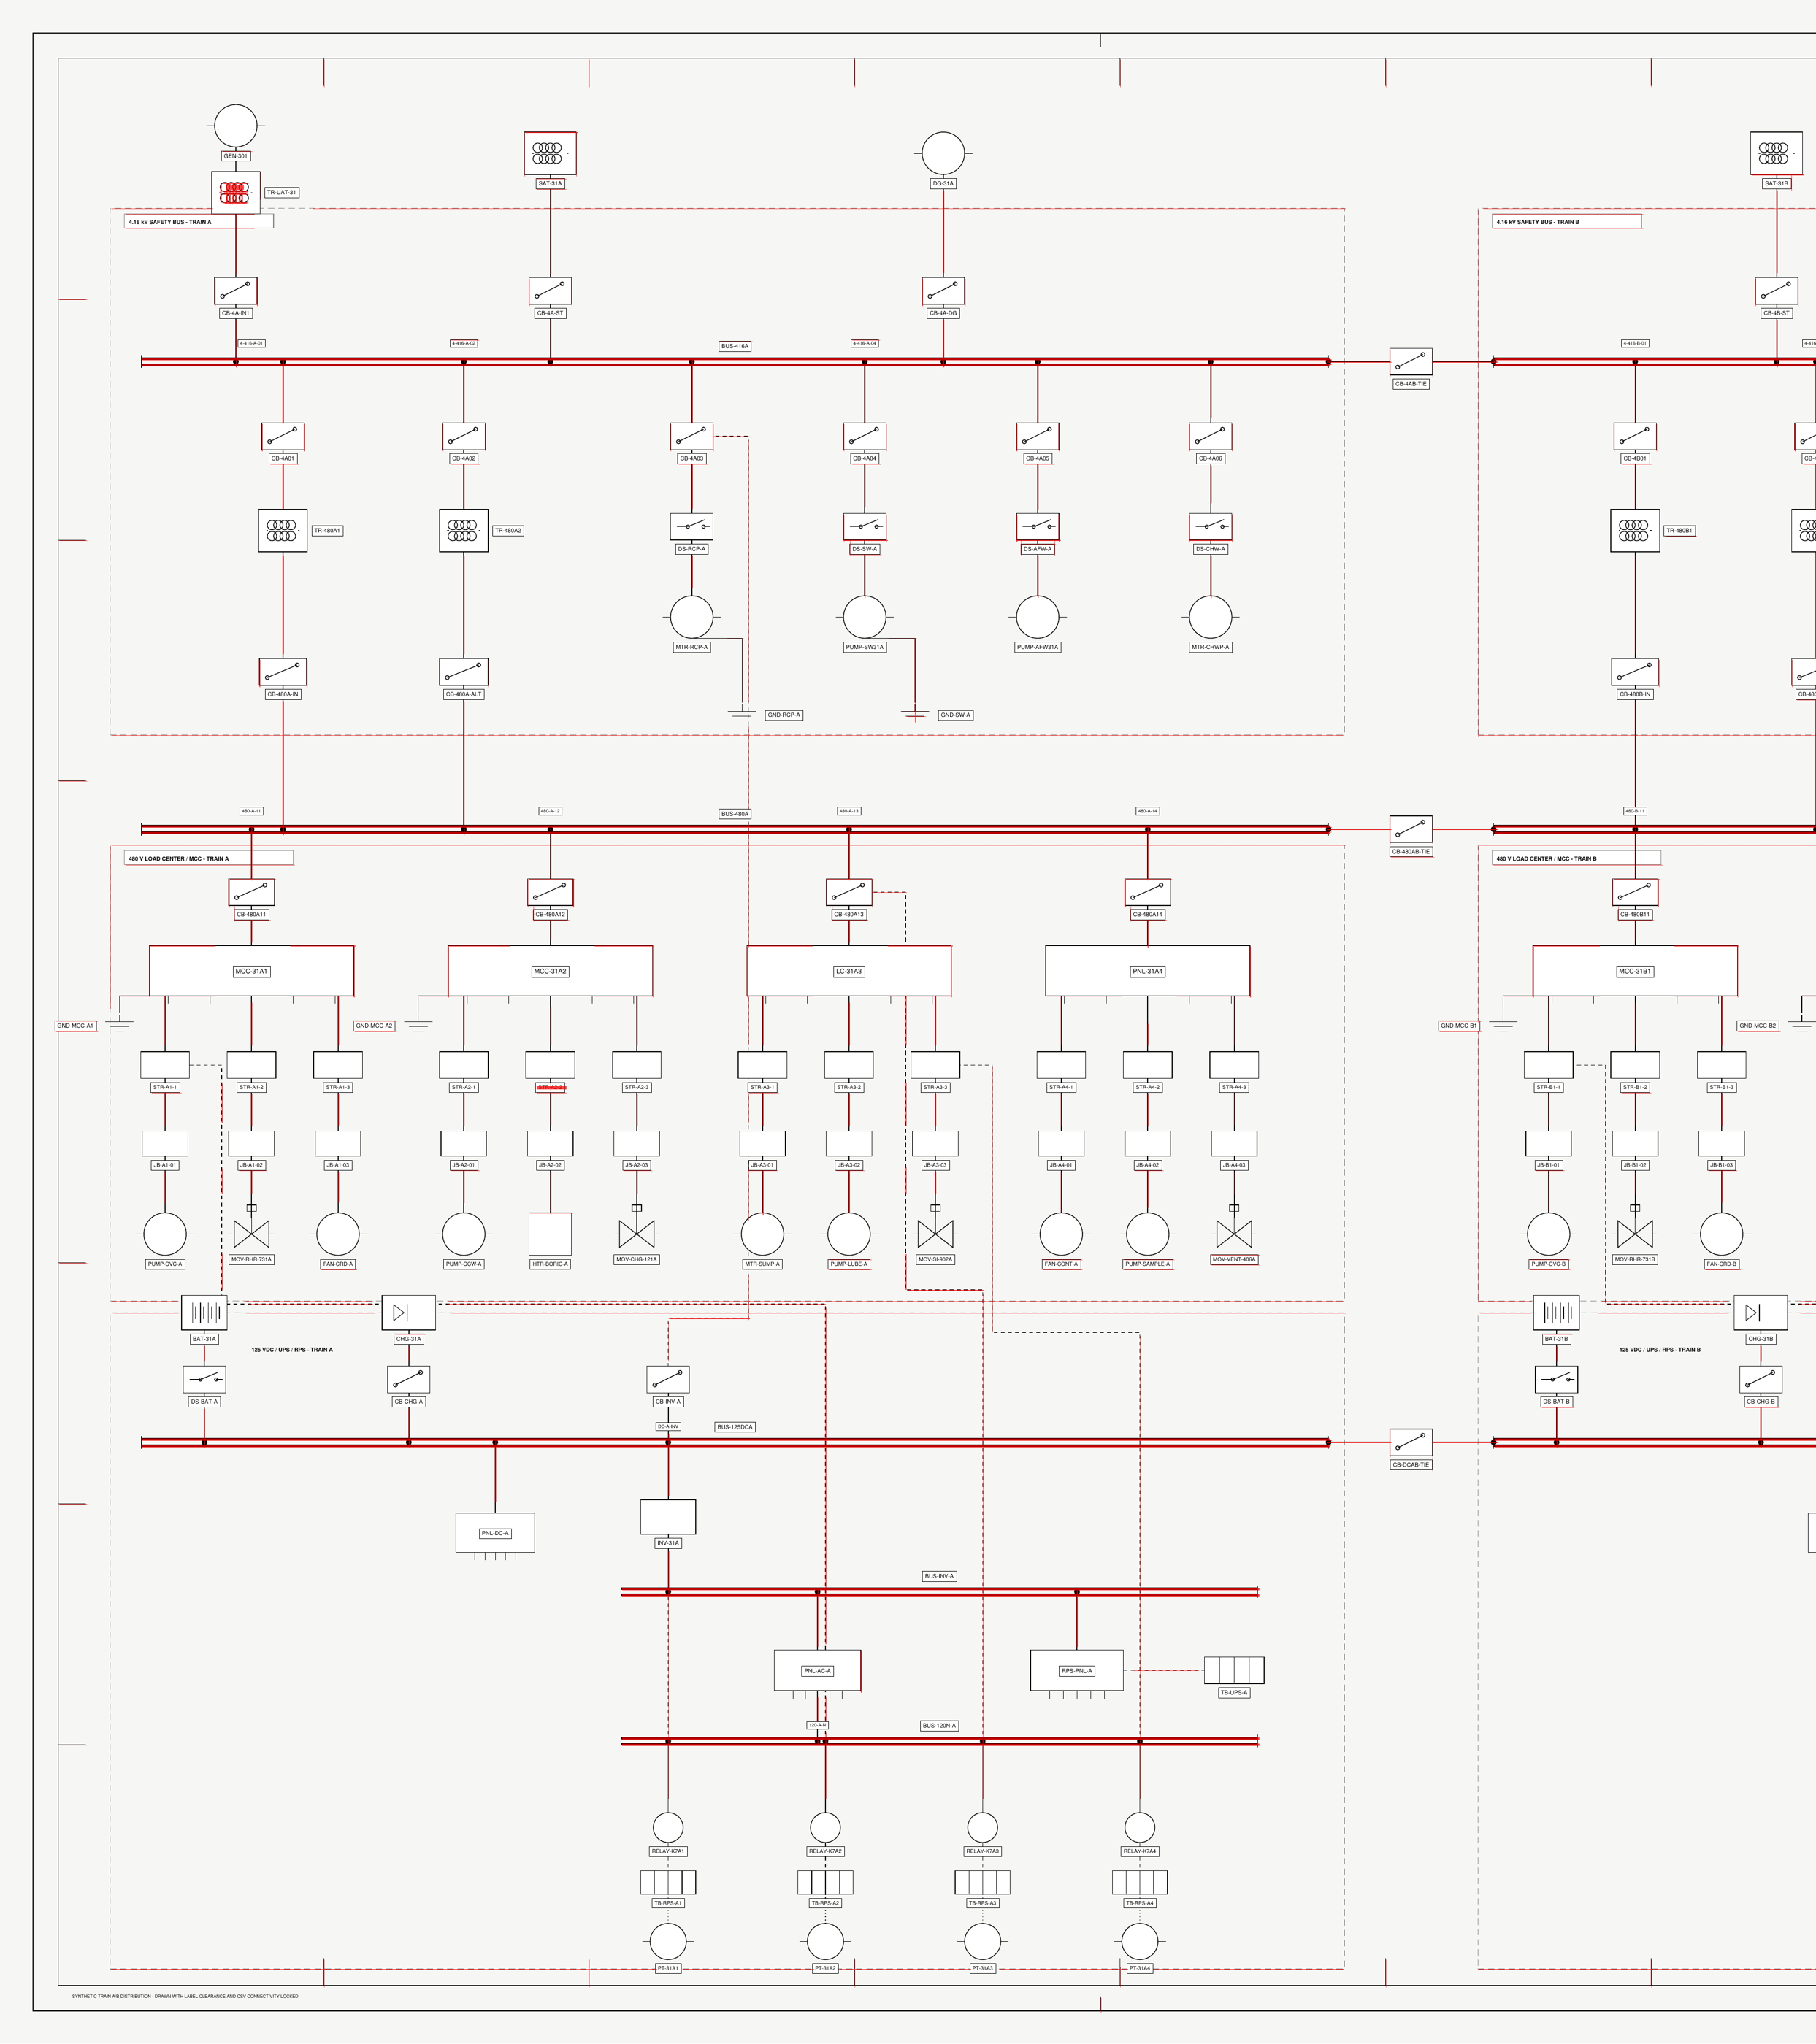 GEN-301
TR-UAT-31
SAT-31A
DG-31A
SAT-31B
4.16 kV SAFETY BUS - TRAIN A
4.16 kV SAFETY BUS - TRAIN B
CB-4A-IN1
CB-4A-ST
CB-4A-DG
CB-4B-ST
4-416-A-01
4-416-A-02
BUS-416A
4-416-A-04
4-416-B-01
CB-4AB-TIE
CB-4A01
CB-4A02
CB-4A03
CB-4A04
CB-4A05
CB-4A06
CB-4B01
TR-480A1
TR-480A2
TR-480B1
DS-RCP-A
DS-SW-A
DS-AFW-A
DS-CHW-A
MTR-RCP-A
PUMP-SW31A
PUMP-AFW31A
MTR-CHWP-A
CB-480A-IN
CB-480A-ALT
CB-480B-IN
GND-RCP-A
GND-SW-A
480-A-11
480-A-12
BUS-480A
480-A-13
480-A-14
480-B-11
CB-480AB-TIE
480 V LOAD CENTER / MCC - TRAIN A
480 V LOAD CENTER / MCC - TRAIN B
CB-480A11
CB-480A12
CB-480A13
CB-480A14
CB-480B11
MCC-31A1
MCC-31A2
LC-31A3
PNL-31A4
MCC-31B1
GND-MCC-A1
GND-MCC-A2
GND-MCC-B1
GND-MCC-B2
STR-A1-1
STR-A1-2
STR-A1-3
STR-A2-1
STR-A2-3
STR-A3-1
STR-A3-2
STR-A3-3
STR-A4-1
STR-A4-2
STR-A4-3
STR-B1-1
STR-B1-2
STR-B1-3
JB-A1-01
JB-A1-02
JB-A1-03
JB-A2-01
JB-A2-02
JB-A2-03
JB-A3-01
JB-A3-02
JB-A3-03
JB-A4-01
JB-A4-02
JB-A4-03
JB-B1-01
JB-B1-02
JB-B1-03
PUMP-CVC-A
MOV-RHR-731A
FAN-CRD-A
PUMP-CCW-A
HTR-BORIC-A
MOV-CHG-121A
MTR-SUMP-A
PUMP-LUBE-A
MOV-SI-902A
FAN-CONT-A
PUMP-SAMPLE-A
MOV-VENT-406A
PUMP-CVC-B
MOV-RHR-731B
FAN-CRD-B
BAT-31A
CHG-31A
BAT-31B
CHG-31B
125 VDC / UPS / RPS - TRAIN A
125 VDC / UPS / RPS - TRAIN B
DS-BAT-A
CB-CHG-A
CB-INV-A
DS-BAT-B
CB-CHG-B
DC-A-INV
BUS-125DCA
CB-DCAB-TIE
PNL-DC-A
INV-31A
BUS-INV-A
PNL-AC-A
RPS-PNL-A
TB-UPS-A
120-A-N
BUS-120N-A
RELAY-K7A1
RELAY-K7A2
RELAY-K7A3
RELAY-K7A4
TB-RPS-A1
TB-RPS-A2
TB-RPS-A3
TB-RPS-A4
PT-31A1
PT-31A2
PT-31A3
PT-31A4
SYNTHETIC TRAIN A/B DISTRIBUTION - DRAWN WITH LABEL CLEARANCE AND CSV CONNECTIVITY LOCKED